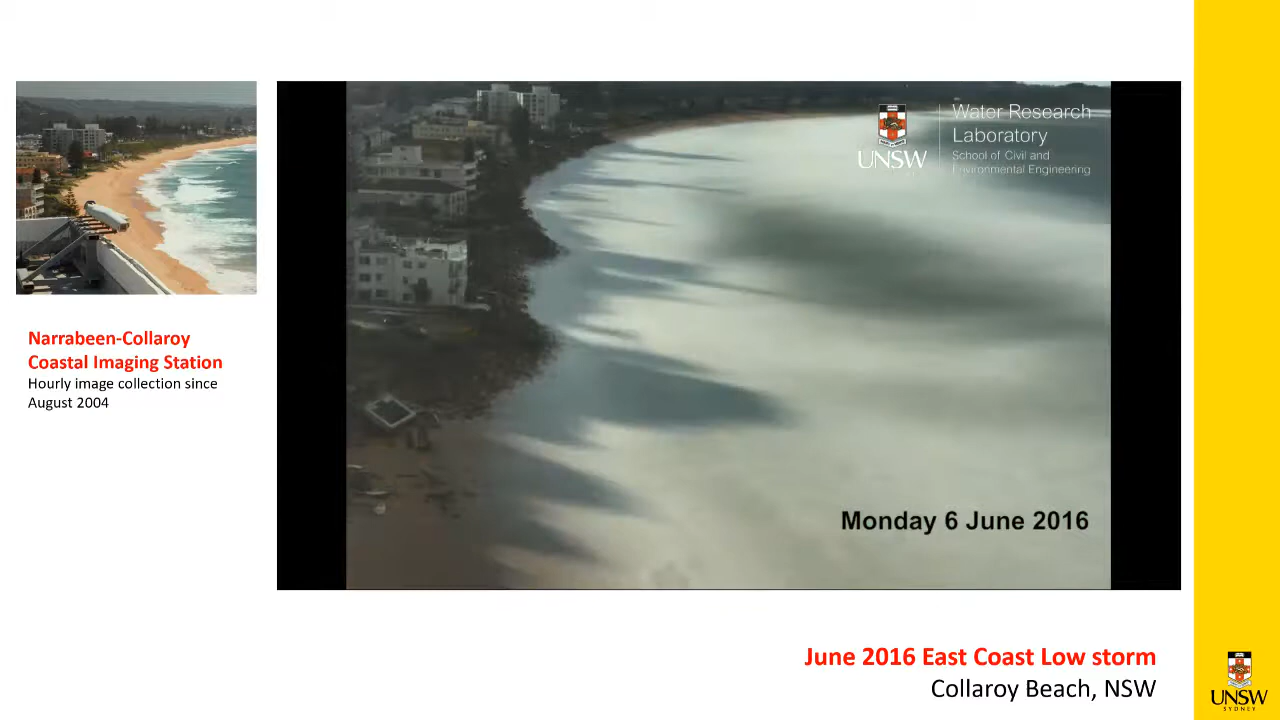 UNSW
Water Research
Laboratory
School of Civil and
Environmental Engineering
Narrabeen-Collaroy
Coastal Imaging Station
Hourly image collection since
August 2004
Monday 6 June 2016
June 2016 East Coast Low storm
Collaroy Beach, NSW
UNSW
SYDNEY